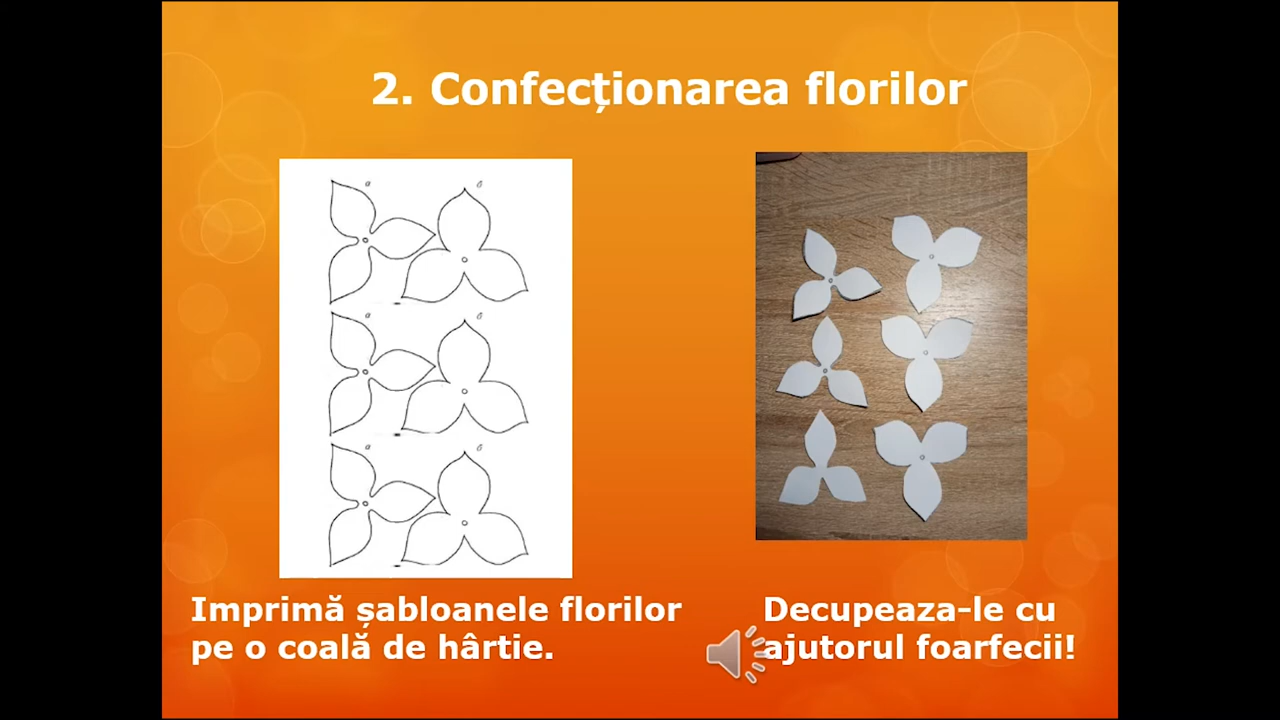 2. Confecționarea florilor
a б
a б
a б
Imprimă șabloanele florilor
pe o coală de hârtie.
Decupeaza-le cu
ajutorul foarfecii!